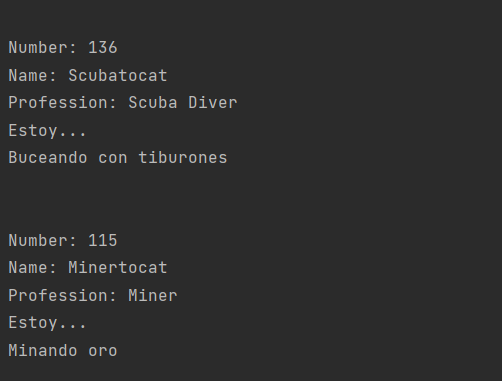 Number: 136
Name: Scubatocat
Profession: Scuba Diver
Estoy...
Buceando con tiburones
Number: 115
Name: Minertocat
Profession: Miner
Estoy...
Minando oro